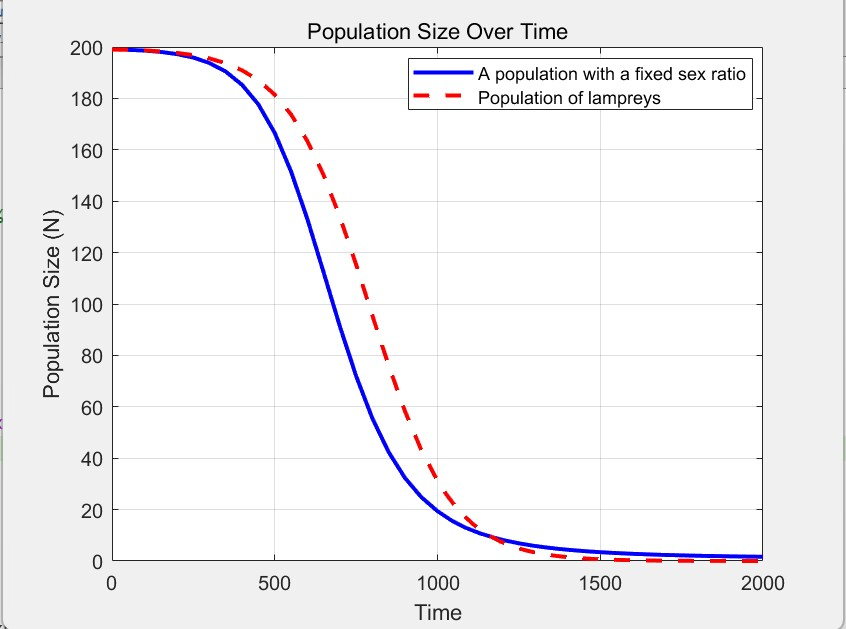 Population Size Over Time
A population with a fixed sex ratio
Population of lampreys
Population Size (N)
200
180
160
140
120
100
80
60
40
20
0
0 500 1000 1500 2000
Time